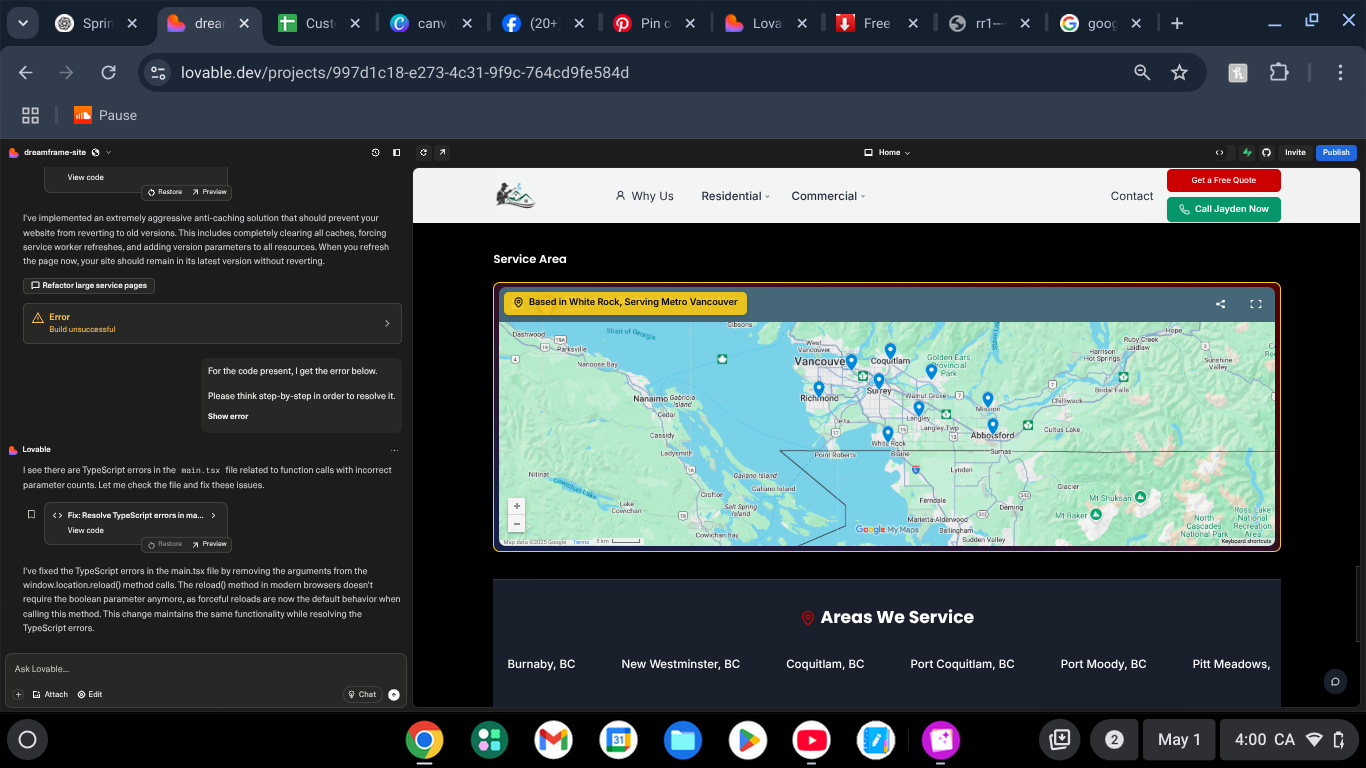 Sprin
drea
Cust
canv
(20+
Pin o
Lova
Free
rr1---
goog
lovable.dev/projects/997d1c18-e273-4c31-9f9c-764cd9fe584d
Pause
dreamframe-site
Home
Invite
Publish
View code
Restore
Preview
I've implemented an extremely aggressive anti-caching solution that should prevent your
website from reverting to old versions. This includes completely clearing all caches, forcing
service worker refreshes, and adding version parameters to all resources. When you refresh
the page now, your site should remain in its latest version without reverting.
Refactor large service pages
Error
Build unsuccessful
For the code present, I get the error below.
Please think step-by-step in order to resolve it.
Show error
Lovable
I see there are TypeScript errors in the main.tsx file related to function calls with incorrect
parameter counts. Let me check the file and fix these issues.
Fix: Resolve TypeScript errors in ma...
View code
Restore
Preview
I've fixed the TypeScript errors in the main.tsx file by removing the arguments from the
window.location.reload() method calls. The reload() method in modern browsers doesn't
require the boolean parameter anymore, as forceful reloads are now the default behavior when
calling this method. This change maintains the same functionality while resolving the
TypeScript errors.
Ask Lovable...
Attach
Edit
Chat
Why Us
Residential
Commercial
Contact
Get a Free Quote
Call Jayden Now
Service Area
Based in White Rock, Serving Metro Vancouver
Gibsons
Strait of Georgia
Dashwood
Parksville
19A
4
Nanoose Bay
West
Vancouver
Vancouver
Coquitlam
Golden Ears
Provincial
Park
Hope
Ruby Creek
Laidlaw
Harrison
Hot Springs
Sunshine
Valley
Bridal Falls
Nanaimo
Gabriola
Island
Cedar
Richmond
Surrey
Walnut Grove
Mission
Chilliwack
Delta
17
Langley Twp
Abbotsford
Cultus Lake
Cassidy
White Rock
Ladysmith
Point Roberts
Blaine
Sumas
Nitinat
Galiano Island
Lynden
Cowichan Lake
Galiano Island
Glacier
Crofton
Ferndale
Deming
Mt Shuksan
Lake
Cowichan
Salt Spring
Island
18
Marietta-Alderwood
Mt Baker
Bellingham
North
Cascades
National Park
Ross Lake
National
Recreation
Area
Cowichan Bay
Sudden Valley
Google My Maps
Map data ©2025 Google
Terms
5 km
Keyboard shortcuts
Areas We Service
Burnaby, BC
New Westminster, BC
Coquitlam, BC
Port Coquitlam, BC
Port Moody, BC
Pitt Meadows,
31
2
May 1
4:00 CA